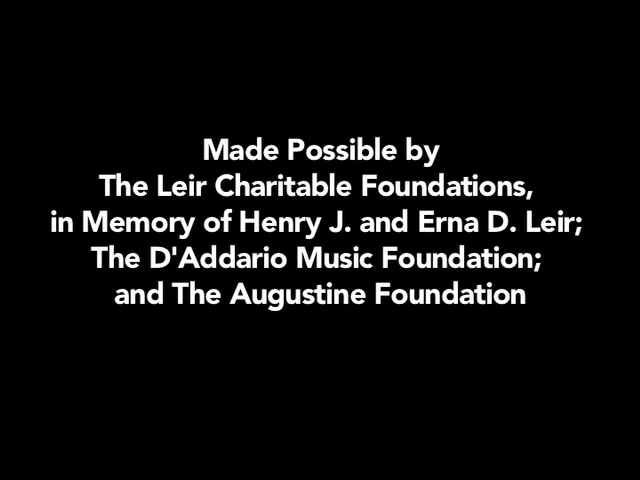 Made Possible by
The Leir Charitable Foundations,
in Memory of Henry J. and Erna D. Leir;
The D'Addario Music Foundation;
and The Augustine Foundation